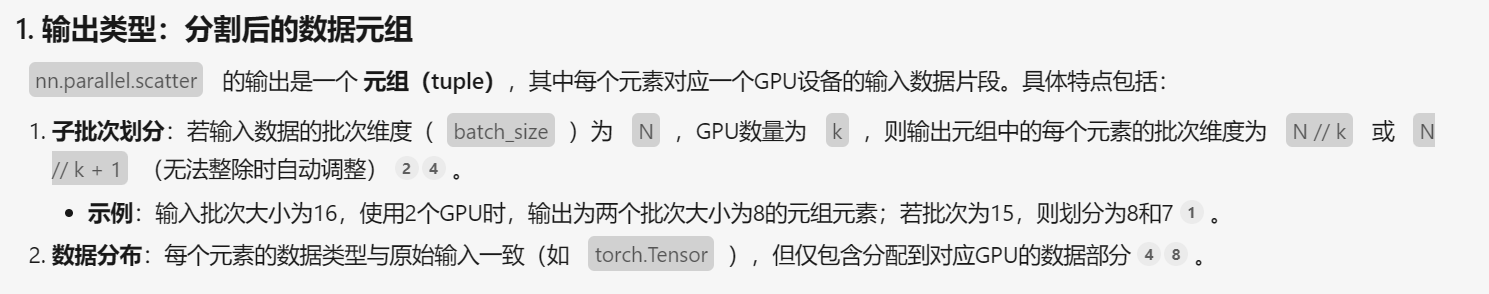 1. 输出类型：分割后的数据元组
nn.parallel.scatter 的输出是一个 元组（tuple），其中每个元素对应一个GPU设备的输入数据片段。具体特点包括：
1. 子批次划分：若输入数据的批次维度（ batch_size ）为 N ，GPU数量为 k ，则输出元组中的每个元素的批次维度为 N // k 或 N
// k + 1 （无法整除时自动调整） 2 4 。
• 示例：输入批次大小为16，使用2个GPU时，输出为两个批次大小为8的元组元素；若批次为15，则划分为8和7 1 。
2. 数据分布：每个元素的数据类型与原始输入一致（如 torch.Tensor ），但仅包含分配到对应GPU的数据部分 4 8 。